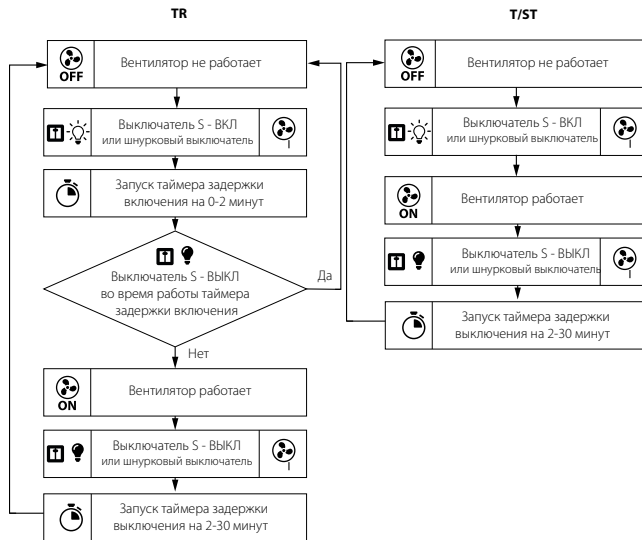 TR
OFF
Вентилятор не работает
Выключатель S - ВКЛ
или шнурковый выключатель
Запуск таймера задержки
включения на 0-2 минут
Выключатель S - ВЫКЛ
во время работы таймера
задержки включения
Да
Нет
ON
Вентилятор работает
Выключатель S - ВЫКЛ
или шнурковый выключатель
Запуск таймера задержки
выключения на 2-30 минут
T/ST
OFF
Вентилятор не работает
Выключатель S - ВКЛ
или шнурковый выключатель
ON
Вентилятор работает
Выключатель S - ВЫКЛ
или шнурковый выключатель
Запуск таймера задержки
выключения на 2-30 минут